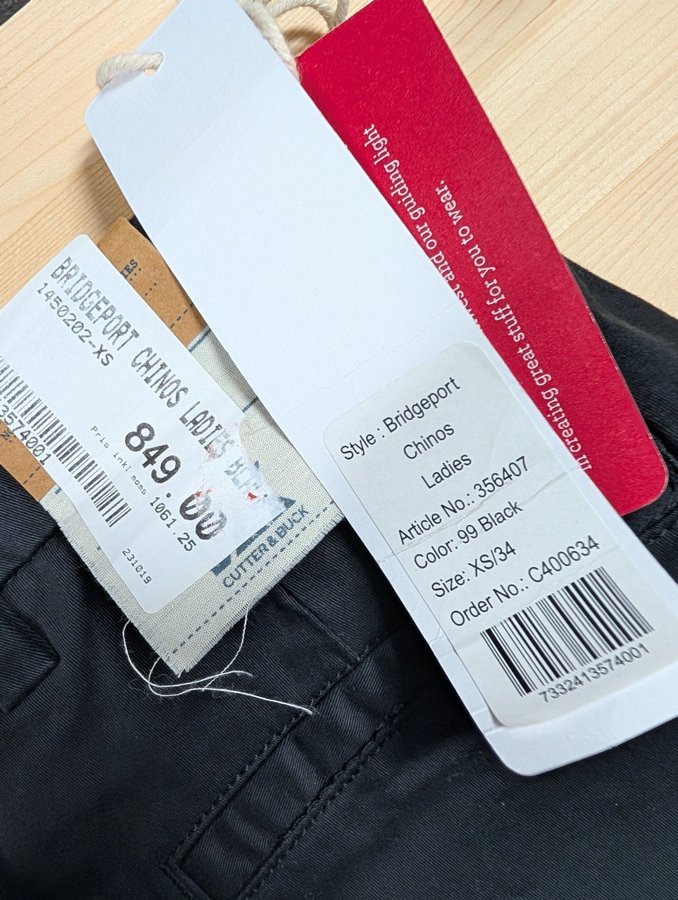 BRIDGEPORT CHINOS LADIES
1450202-XS
3574001
849.00
Pris inkl moms 1061.25
231019
CUTTER & BUCK
and our guiding light
In creating great stuff for you to wear.
Style : Bridgeport
Chinos
Ladies
Article No.: 356407
Color: 99 Black
Size: XS/34
Order No.: C400634
7332413574001